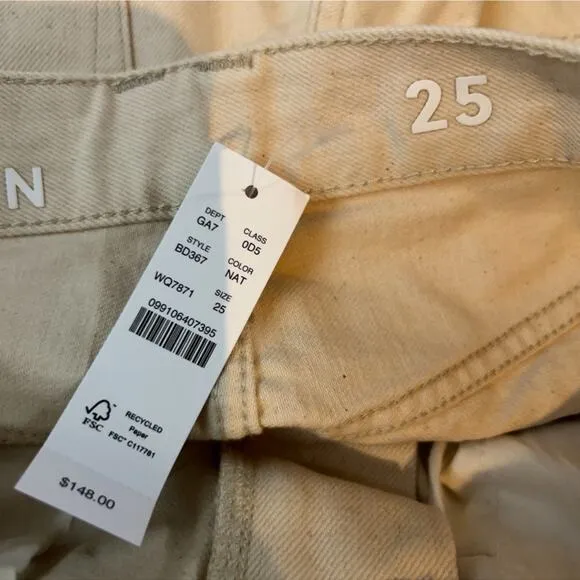 25
N
DEPT CLASS
GA7 0D5
STYLE COLOR
BD367 NAT
WQ7871 SIZE
25
099106407395
FSC
RECYCLED
Paper
FSC® C117781
$148.00